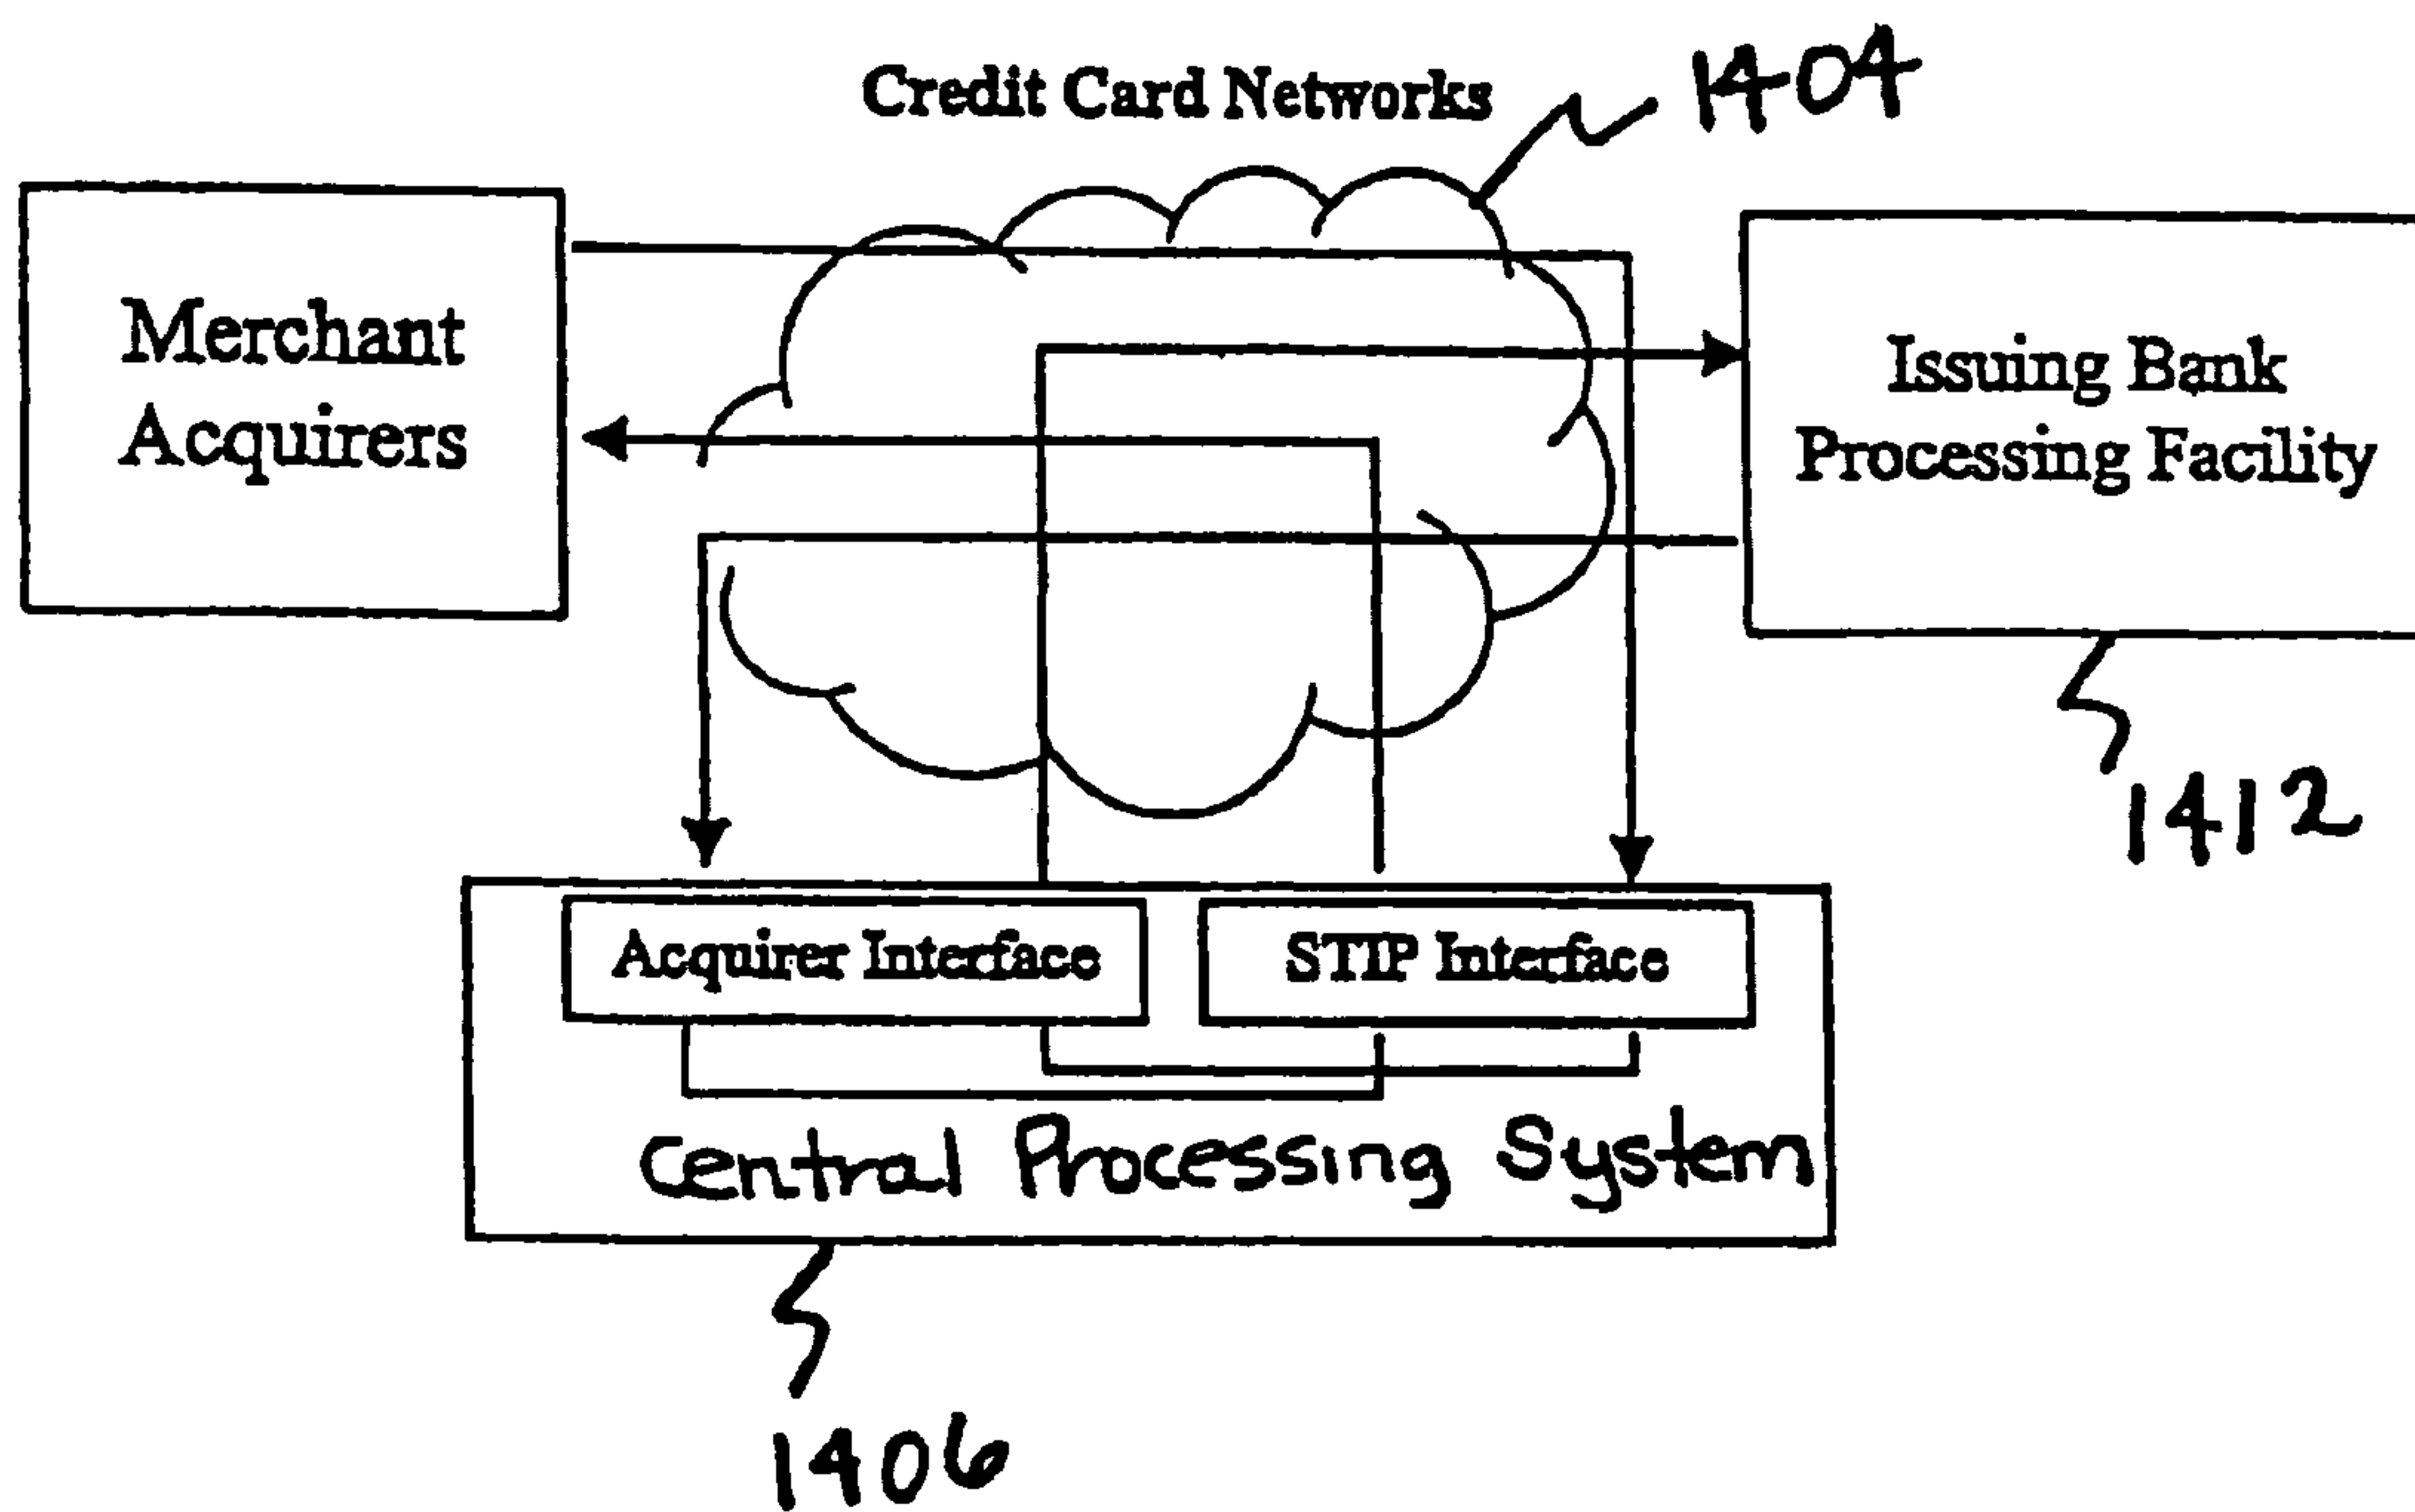 Credit Card Networks
1404
Merchant
Acquirers
Issuing Bank
Processing Facility
1412
Acquirer Interface
STIP Interface
Central Processing System
1406